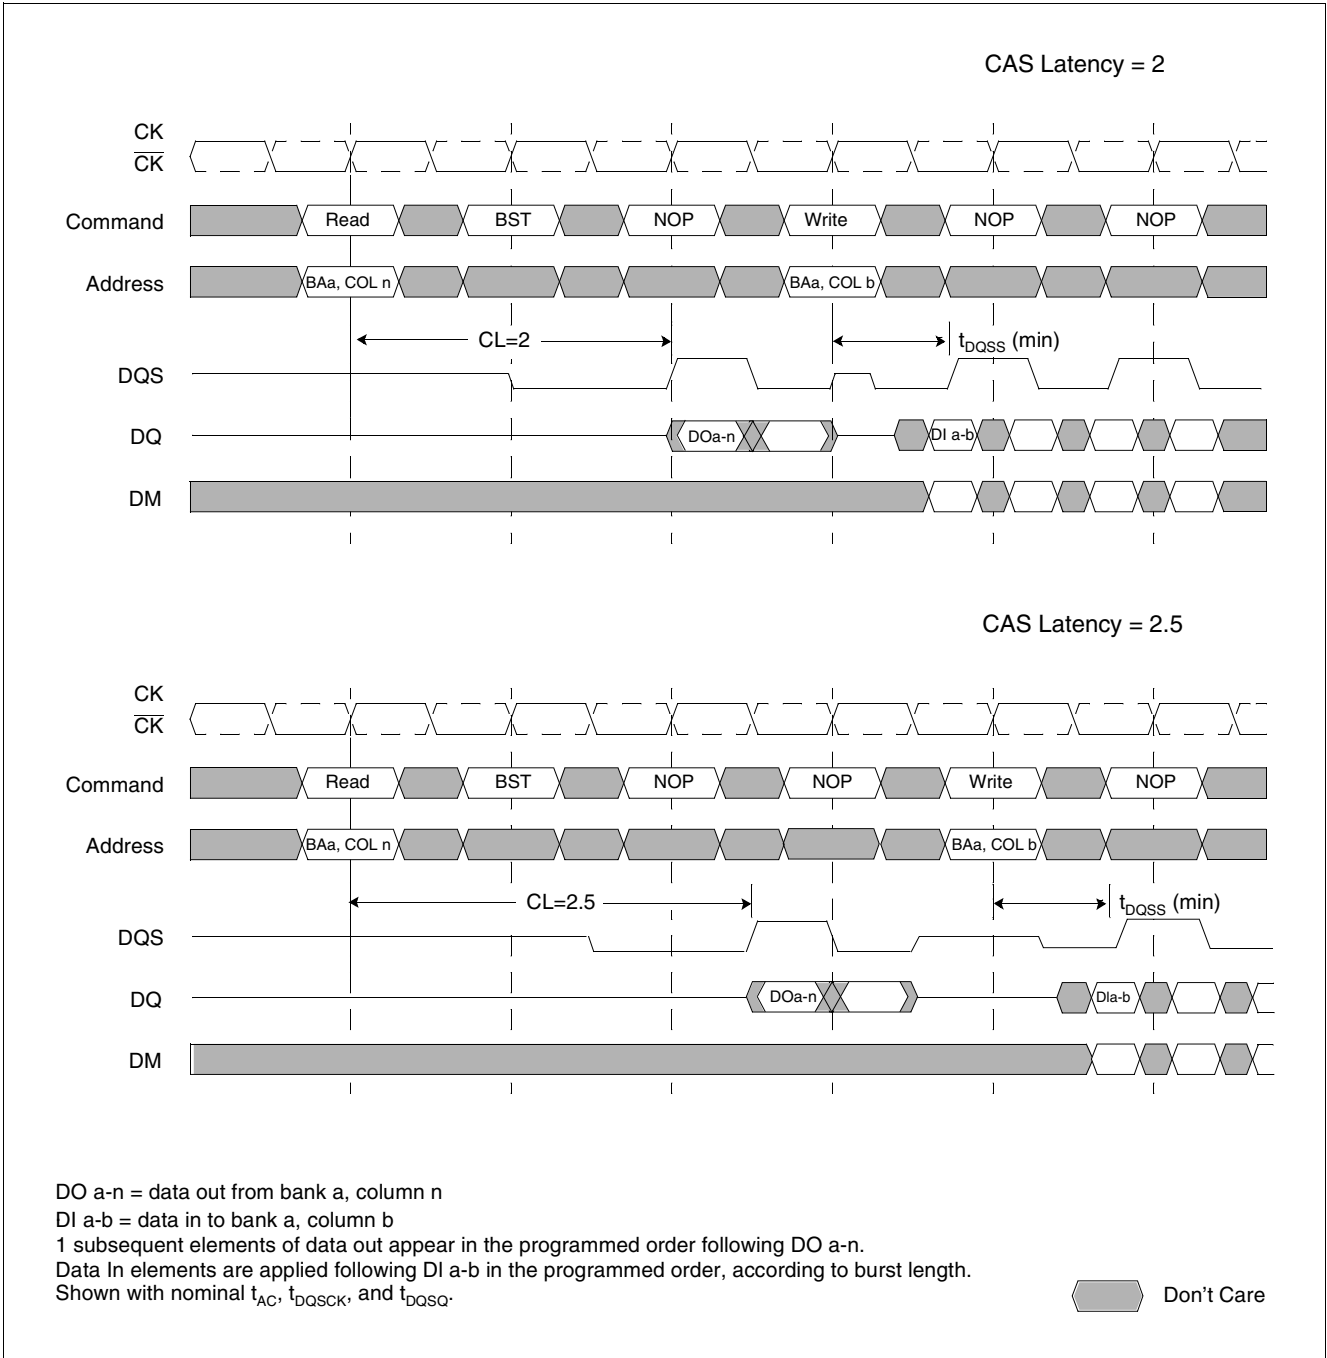 CAS Latency = 2
CK
CK
Command Read BST NOP Write NOP NOP
Address BAa, COL n BAa, COL b
CL=2 tDQSS (min)
DQS
DQ DOa-n DI a-b
DM
CAS Latency = 2.5
CK
CK
Command Read BST NOP NOP Write NOP
Address BAa, COL n BAa, COL b
CL=2.5 tDQSS (min)
DQS
DQ DOa-n DIa-b
DM
DO a-n = data out from bank a, column n
DI a-b = data in to bank a, column b
1 subsequent elements of data out appear in the programmed order following DO a-n.
Data In elements are applied following DI a-b in the programmed order, according to burst length.
Shown with nominal tAC, tDQSCK, and tDQSQ.
Don't Care